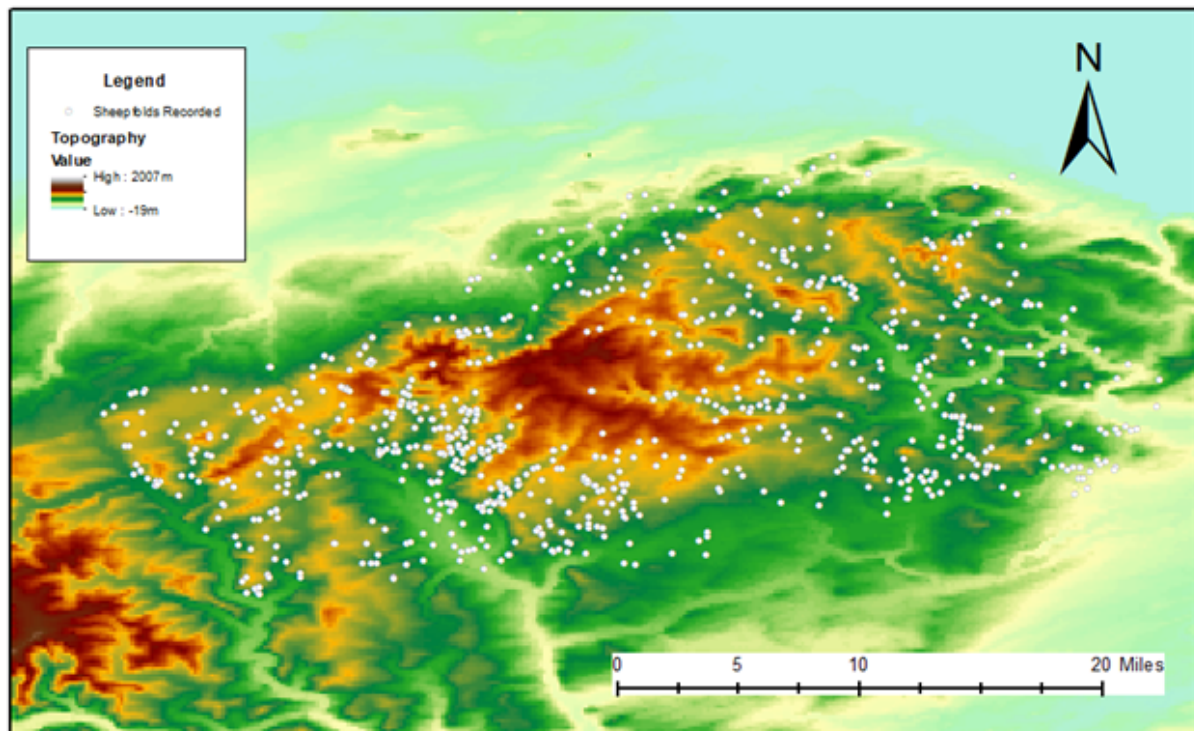 Legend
Sheepfolds Recorded
Topography
Value
High : 2007m
Low : -19m
N
0 5 10 20 Miles